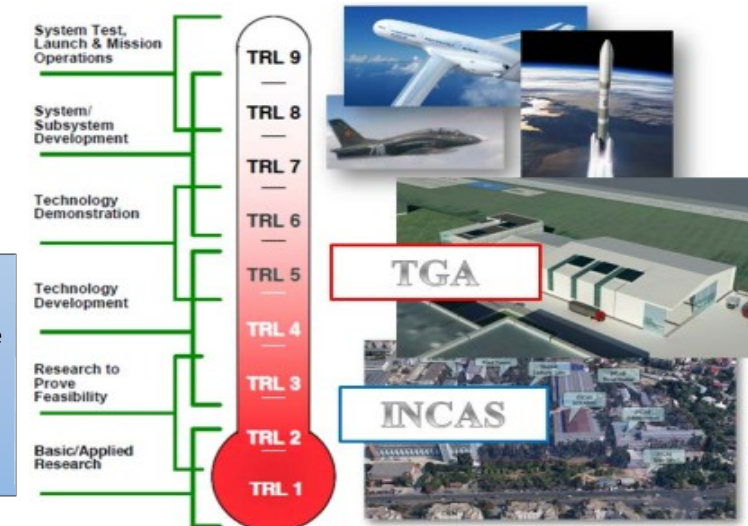 System Test,
Launch & Mission
Operations
System/
Subsystem
Development
Technology
Demonstration
Technology
Development
Research to
Prove
Feasibility
Basic/Applied
Research
TRL 9
TRL 8
TRL 7
TRL 6
TRL 5
TRL 4
TRL 3
TRL 2
TRL 1
TGA
INCAS